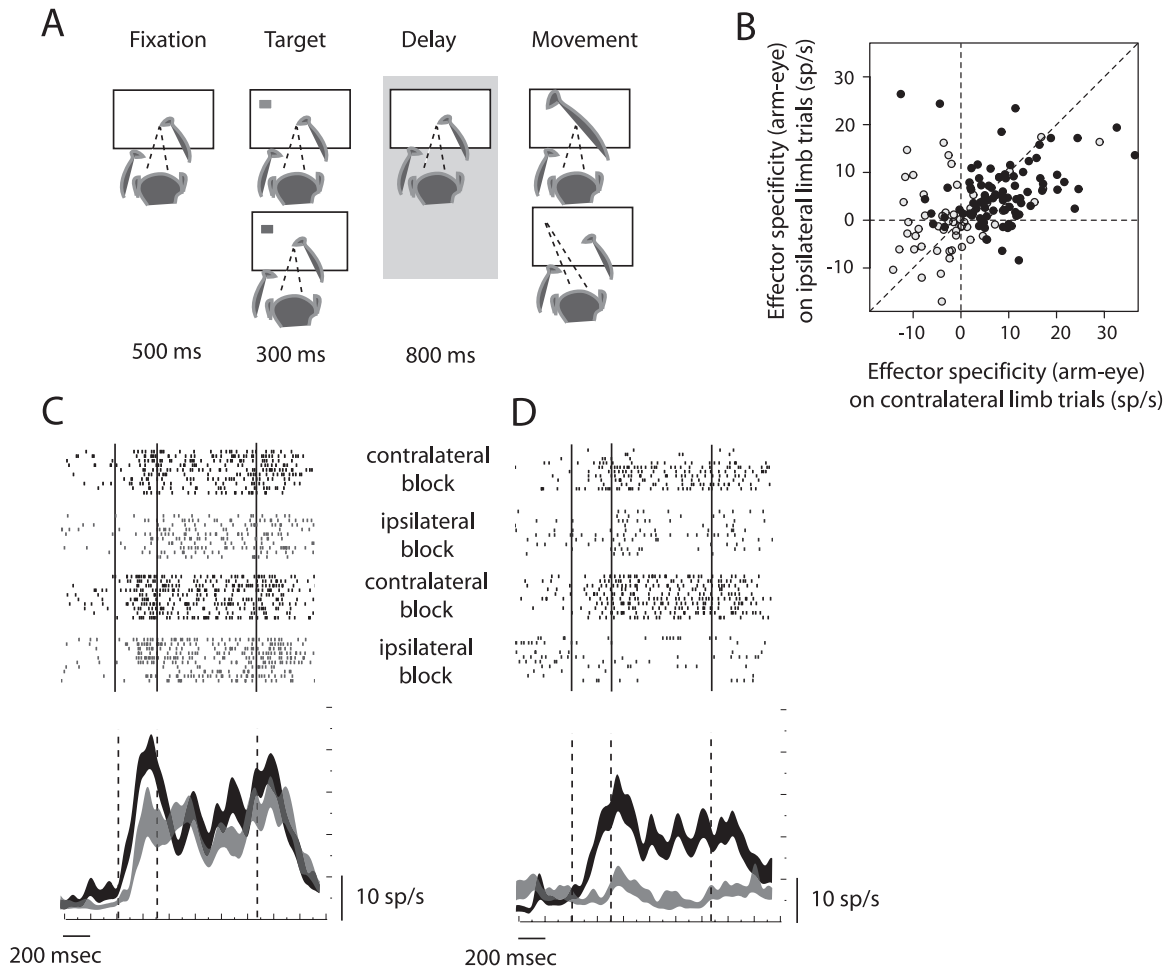 A
Fixation
Target
Delay
Movement
500 ms
300 ms
800 ms
B
Effector specificity (arm-eye)
on ipsilateral limb trials (sp/s)
30
20
10
0
-10
-10
0
10
20
30
Effector specificity (arm-eye)
on contralateral limb trials (sp/s)
C
D
contralateral
block
ipsilateral
block
contralateral
block
ipsilateral
block
10 sp/s
200 msec
10 sp/s
200 msec